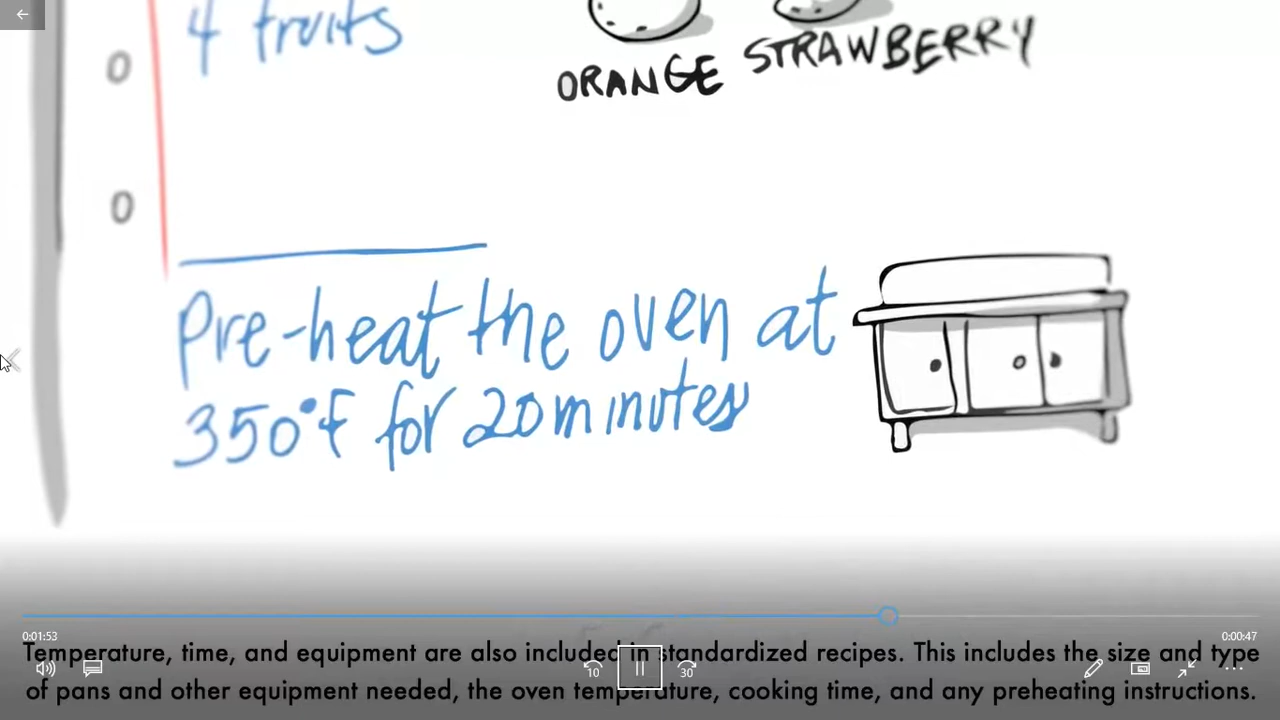 4 fruits
ORANGE STRAWBERRY
Pre-heat the oven at
350°F for 20 minutes
0:01:53
0:00:47
Temperature, time, and equipment are also included in standardized recipes. This includes the size and type
10
30
of pans and other equipment needed, the oven temperature, cooking time, and any preheating instructions.